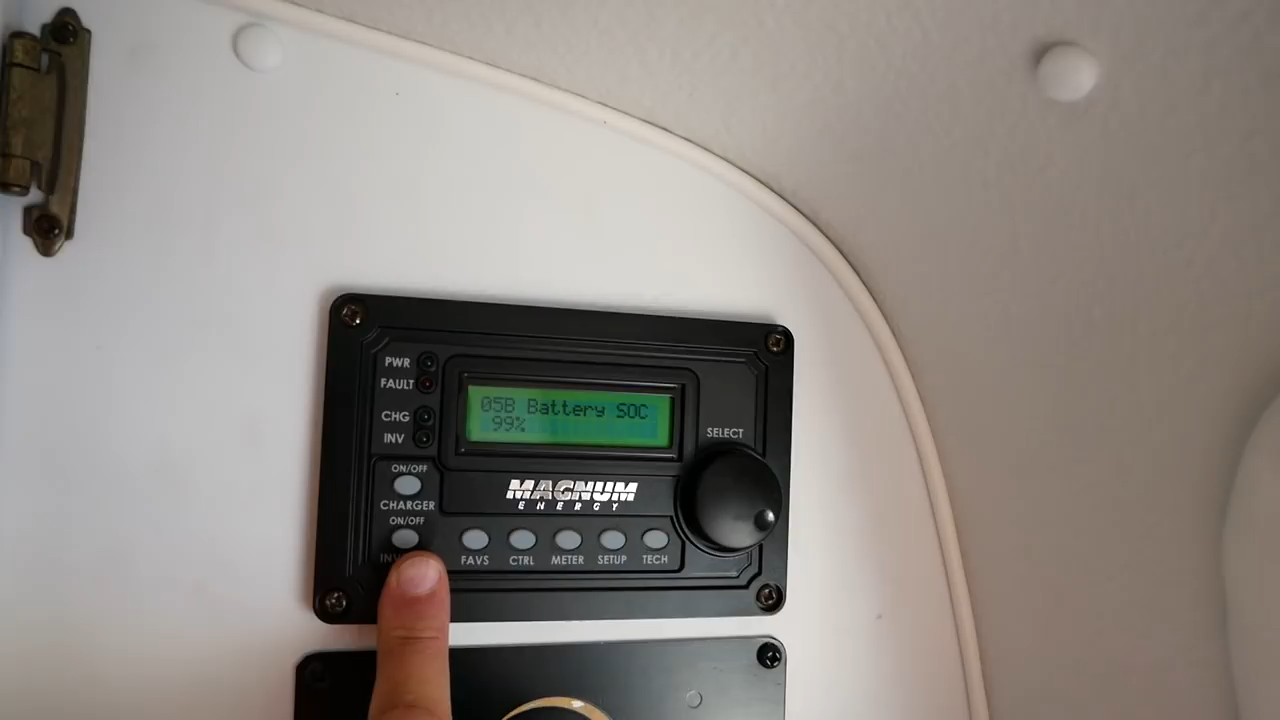 PWR
FAULT
CHG
INV
05B Battery SOC
99%
SELECT
ON/OFF
CHARGER
ON/OFF
MAGNUM
ENERGY
FAVS
CTRL
METER
SETUP
TECH